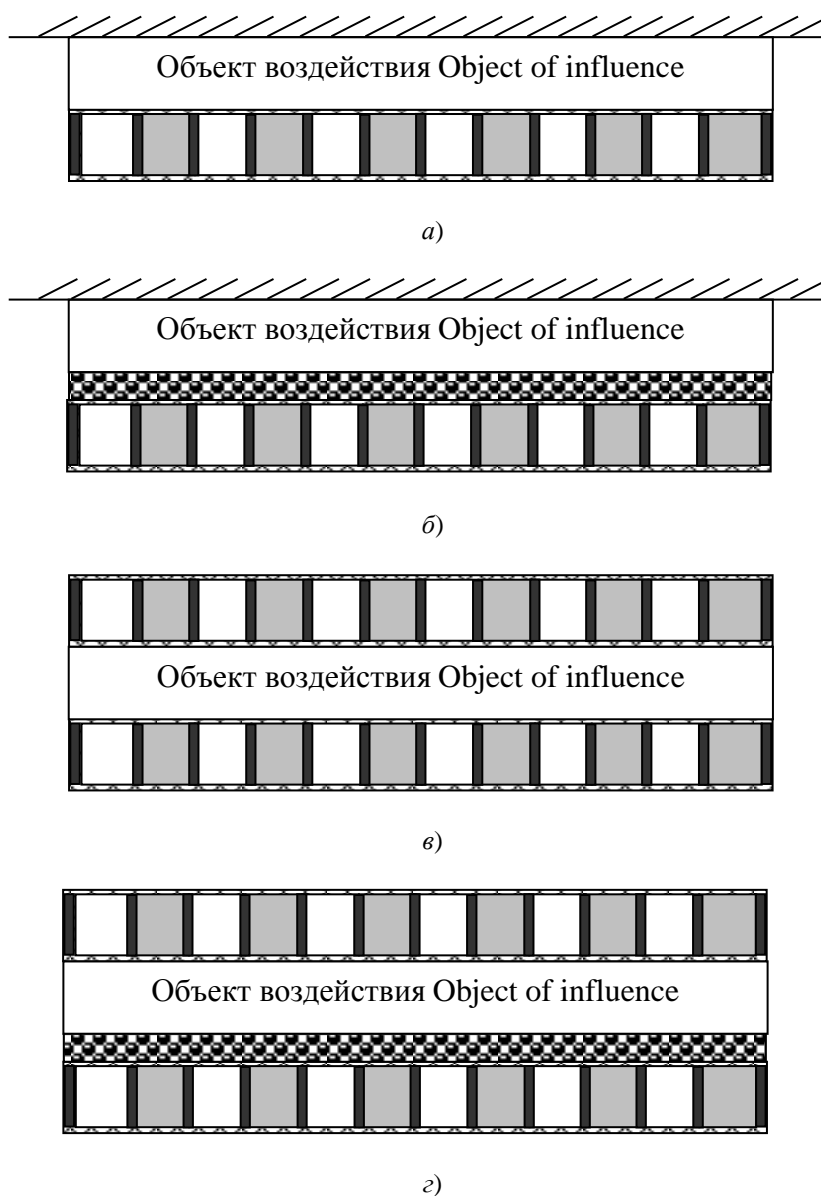 Объект воздействия Object of influence
а)
Объект воздействия Object of influence
б)
Объект воздействия Object of influence
в)
Объект воздействия Object of influence
г)